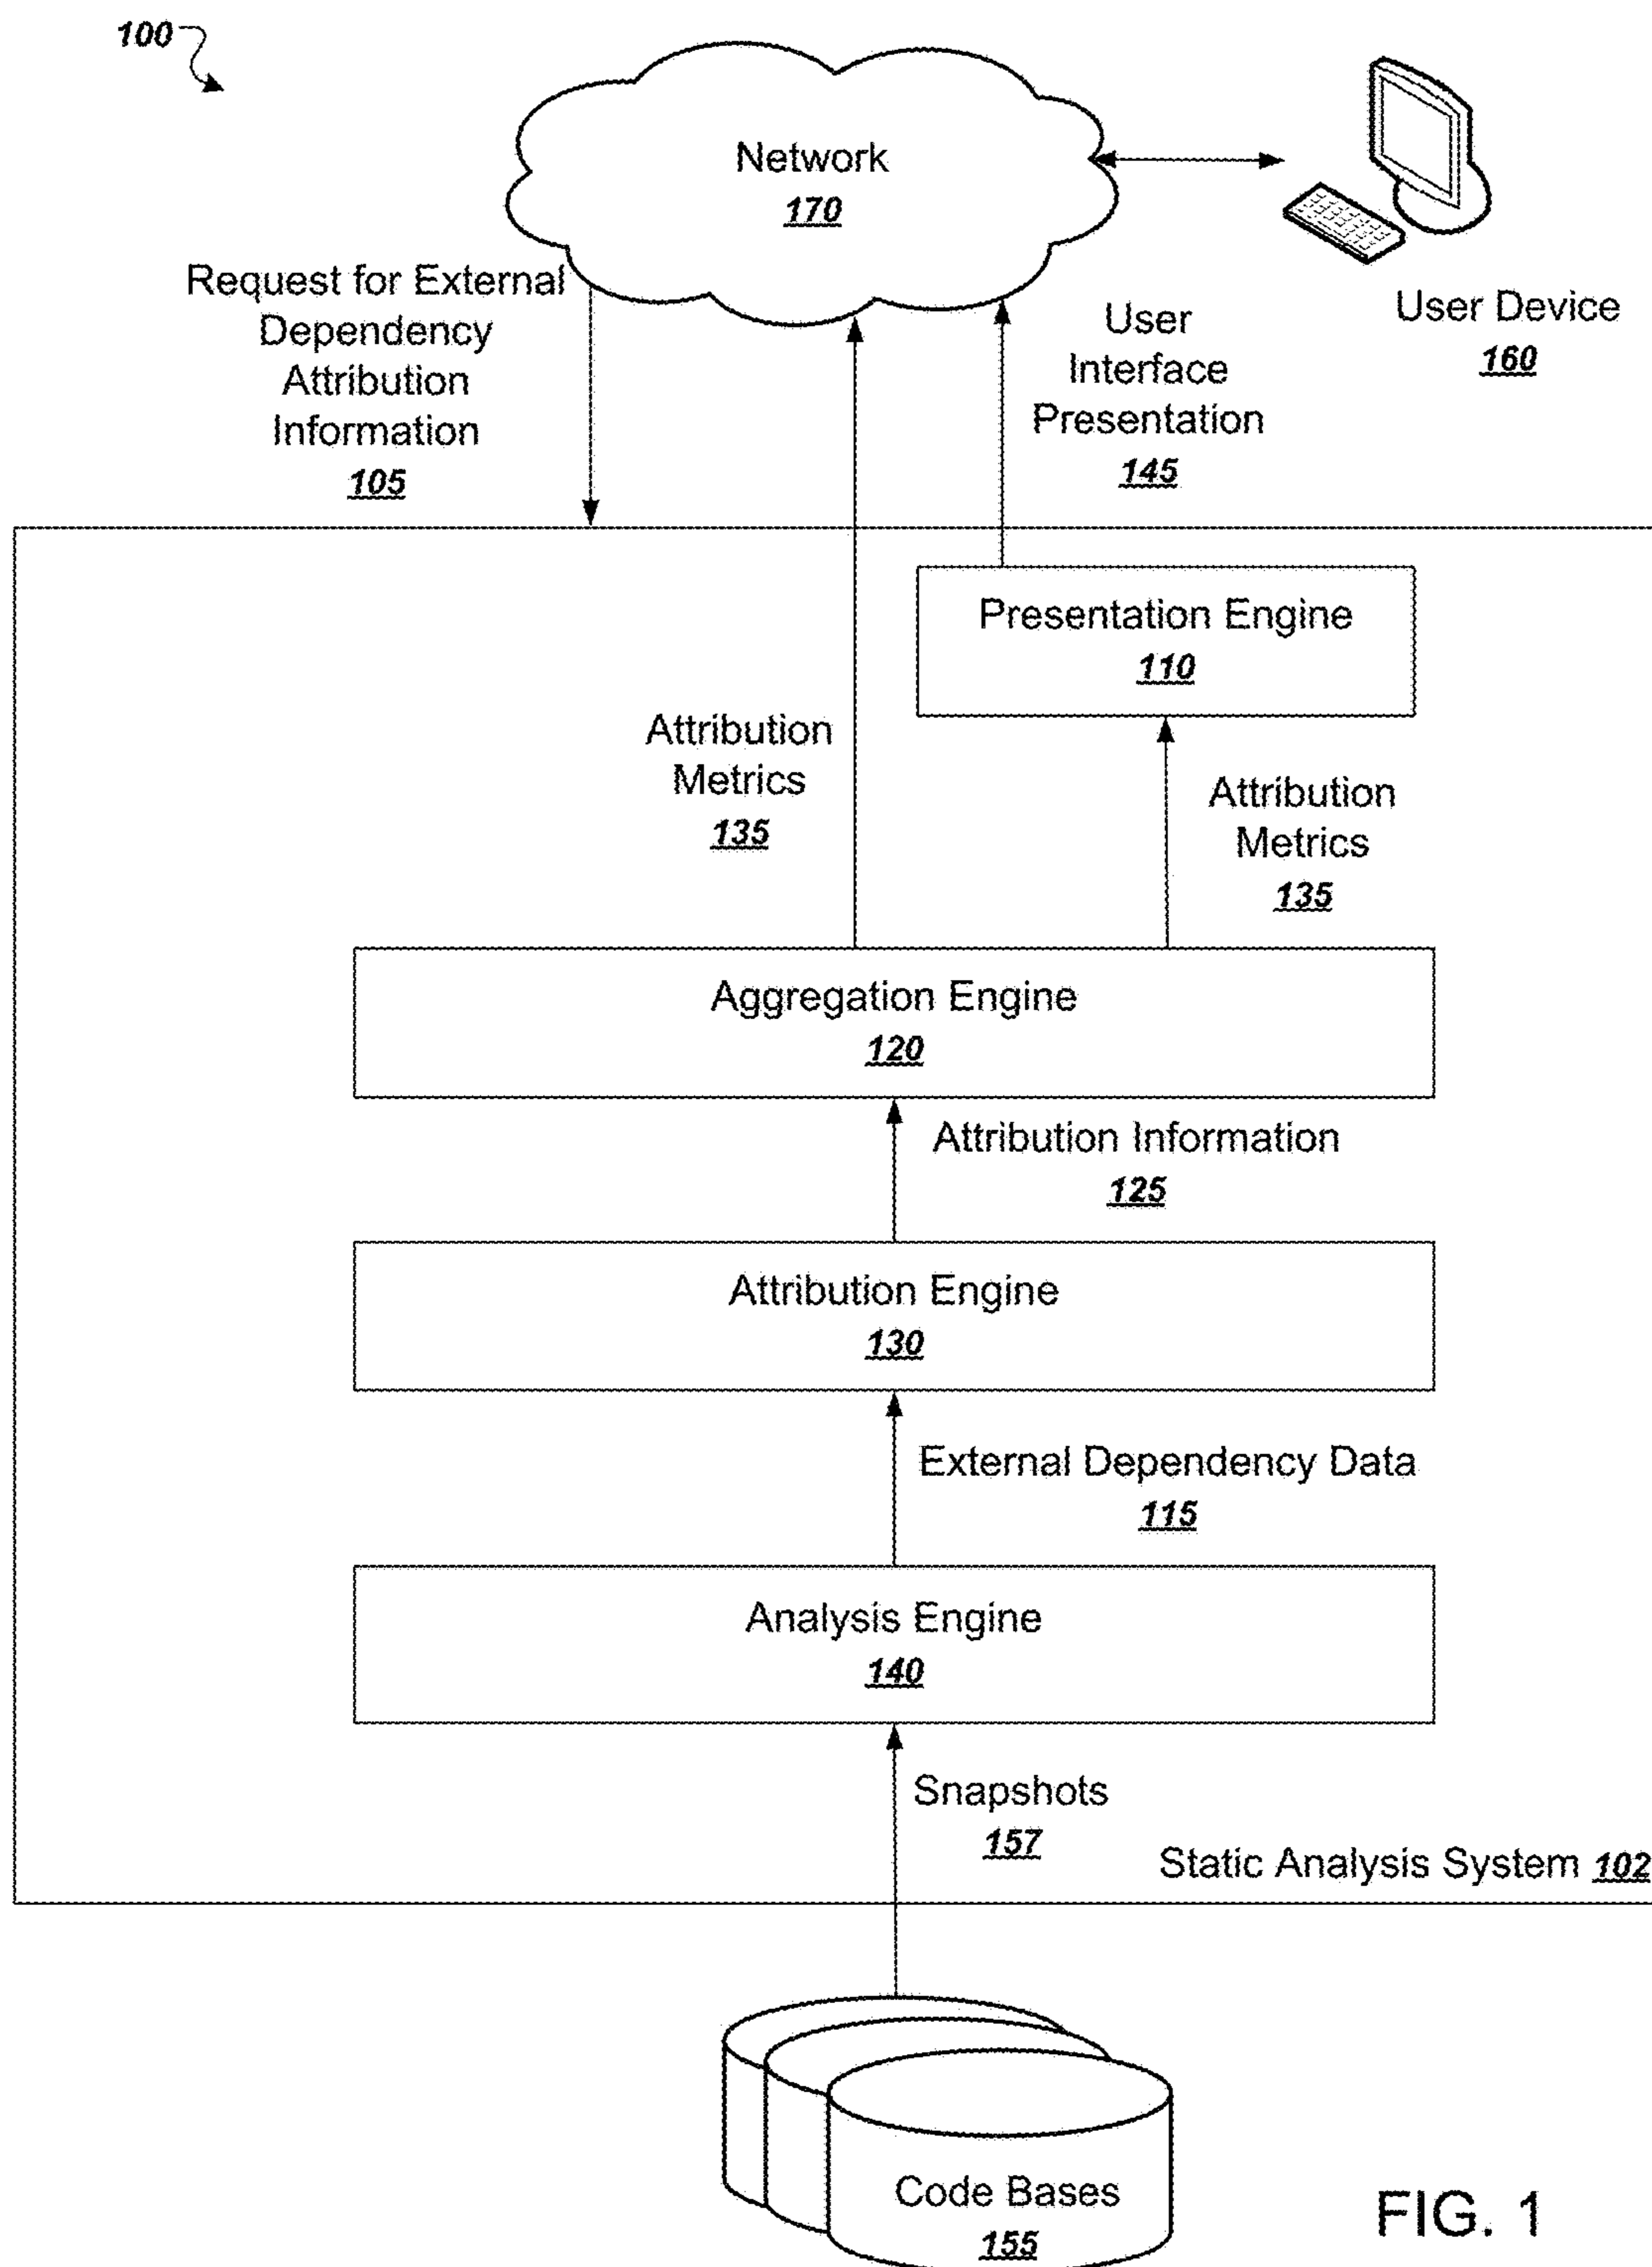 100
Network
170
Request for External
Dependency
Attribution
Information
105
User
Interface
Presentation
145
User Device
160
Presentation Engine
110
Attribution
Metrics
135
Attribution
Metrics
135
Aggregation Engine
120
Attribution Information
125
Attribution Engine
130
External Dependency Data
115
Analysis Engine
140
Snapshots
157
Static Analysis System 102
Code Bases
155
FIG. 1